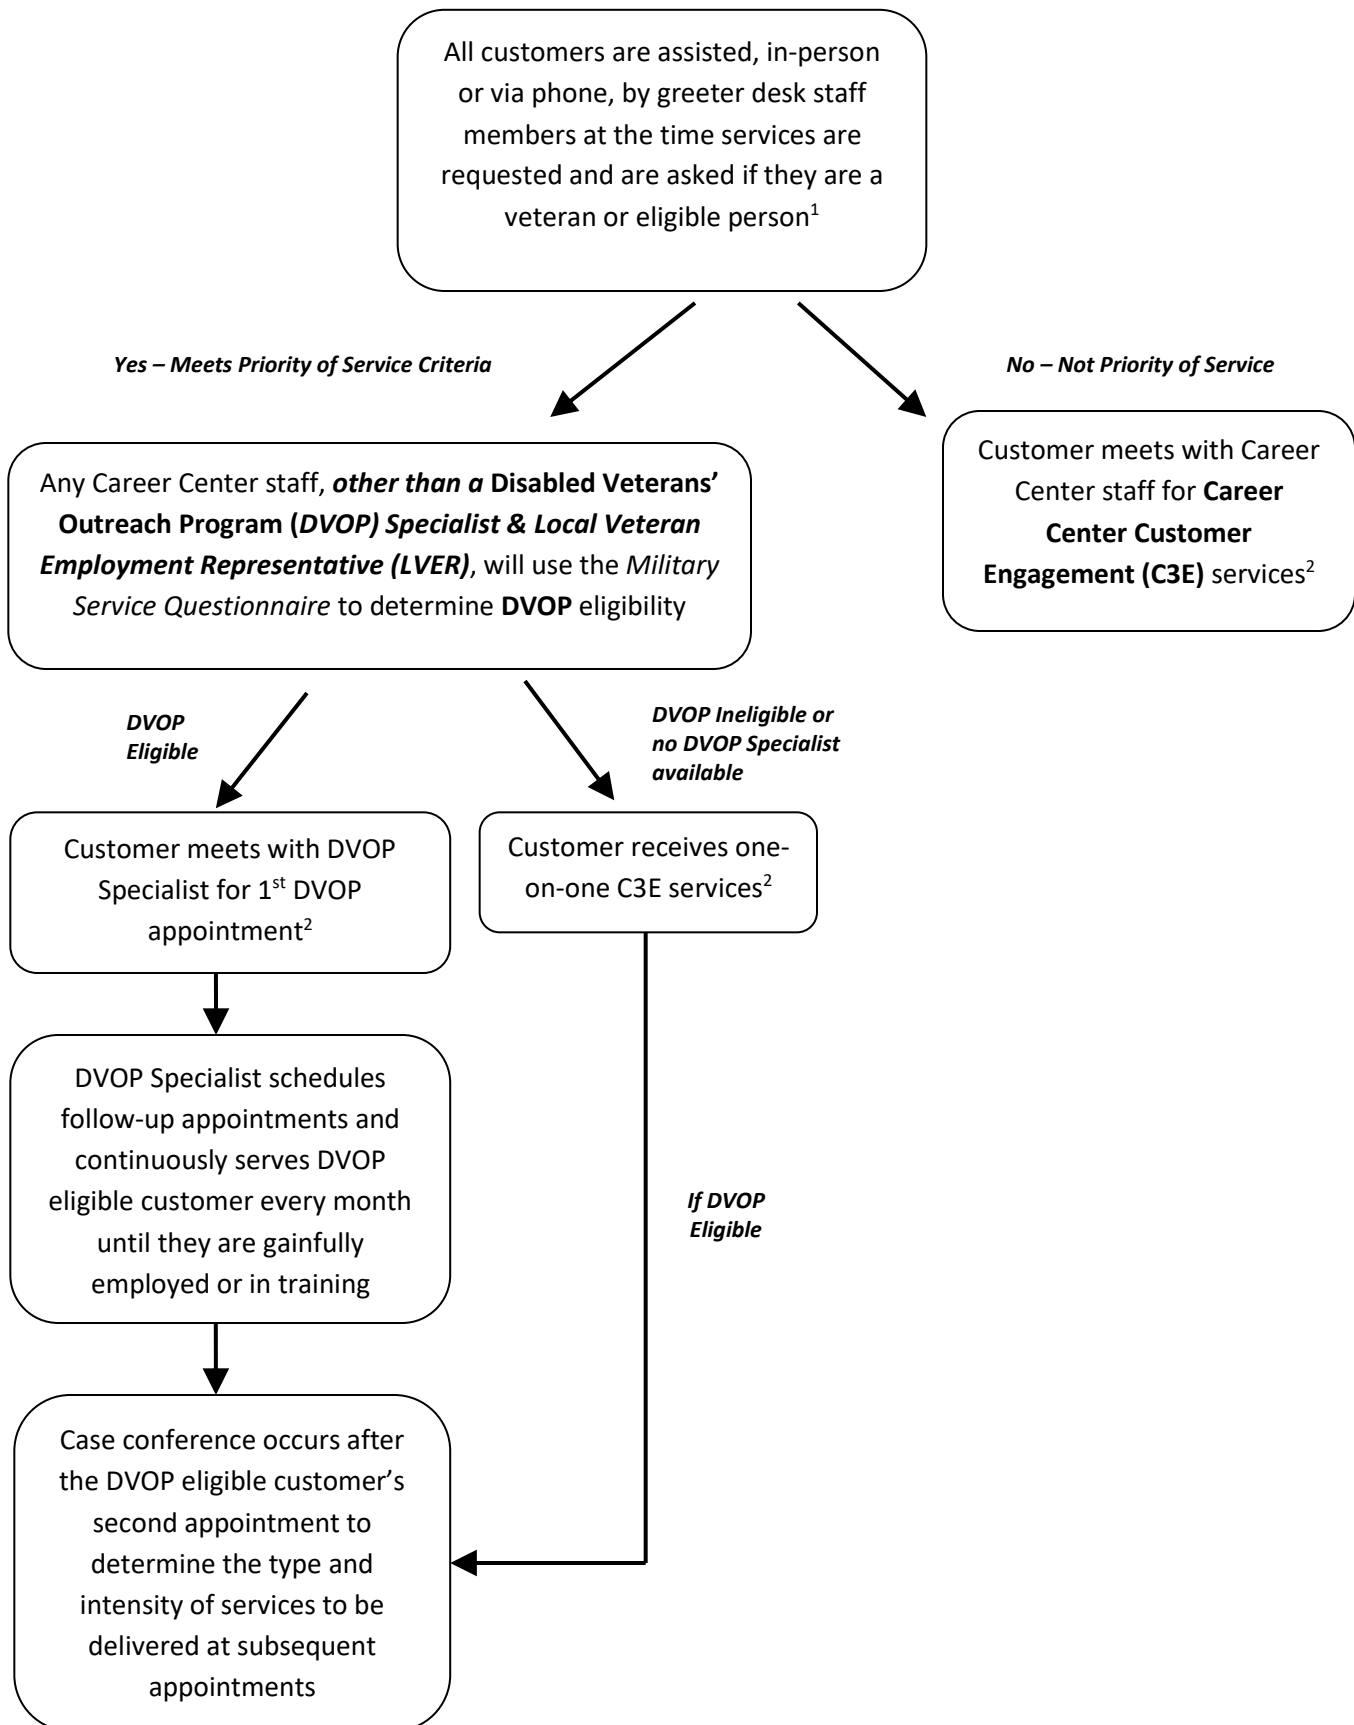 All customers are assisted, in-person
or via phone, by greeter desk staff
members at the time services are
requested and are asked if they are a
veteran or eligible person1
Yes – Meets Priority of Service Criteria
No – Not Priority of Service
Any Career Center staff, other than a Disabled Veterans’
Outreach Program (DVOP) Specialist & Local Veteran
Employment Representative (LVER), will use the Military
Service Questionnaire to determine DVOP eligibility
Customer meets with Career
Center staff for Career
Center Customer
Engagement (C3E) services2
DVOP
Eligible
DVOP Ineligible or
no DVOP Specialist
available
Customer meets with DVOP
Specialist for 1st DVOP
appointment2
Customer receives one-
on-one C3E services2
DVOP Specialist schedules
follow-up appointments and
continuously serves DVOP
eligible customer every month
until they are gainfully
employed or in training
If DVOP
Eligible
Case conference occurs after
the DVOP eligible customer’s
second appointment to
determine the type and
intensity of services to be
delivered at subsequent
appointments